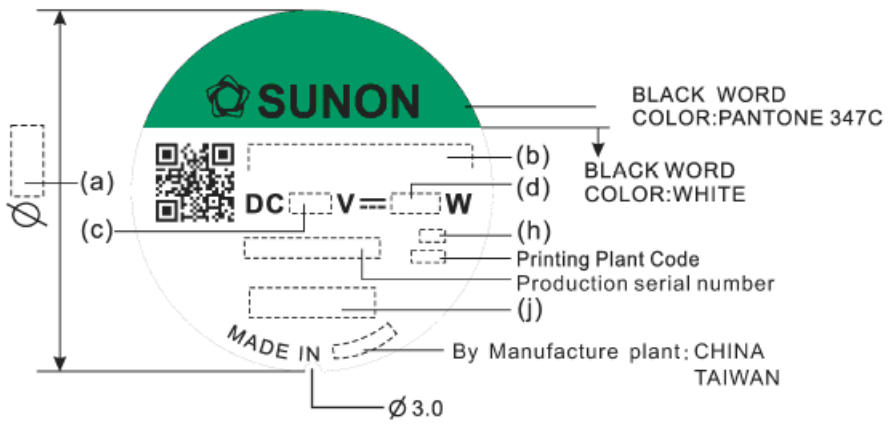 SUNON
BLACK WORD
COLOR:PANTONE 347C
(b)
BLACK WORD
COLOR:WHITE
(a)
(d)
DC V W
Ø
(c)
(h)
Printing Plant Code
Production serial number
(j)
MADE IN
By Manufacture plant: CHINA
TAIWAN
Ø 3.0